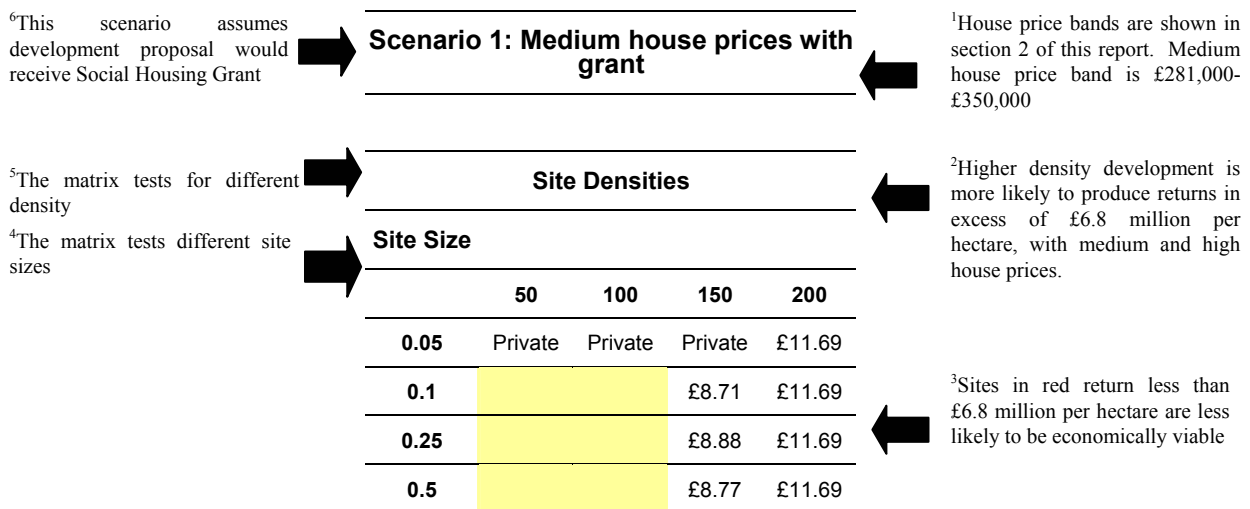 ⁶This scenario assumes
development proposal would
receive Social Housing Grant
Scenario 1: Medium house prices with
grant
¹House price bands are shown in
section 2 of this report. Medium
house price band is £281,000-
£350,000
⁵The matrix tests for different
density
Site Densities
²Higher density development is
more likely to produce returns in
excess of £6.8 million per
hectare, with medium and high
house prices.
⁴The matrix tests different site
sizes
Site Size
50 100 150 200
0.05 Private Private Private £11.69
0.1 £8.71 £11.69
0.25 £8.88 £11.69
0.5 £8.77 £11.69
³Sites in red return less than
£6.8 million per hectare are less
likely to be economically viable